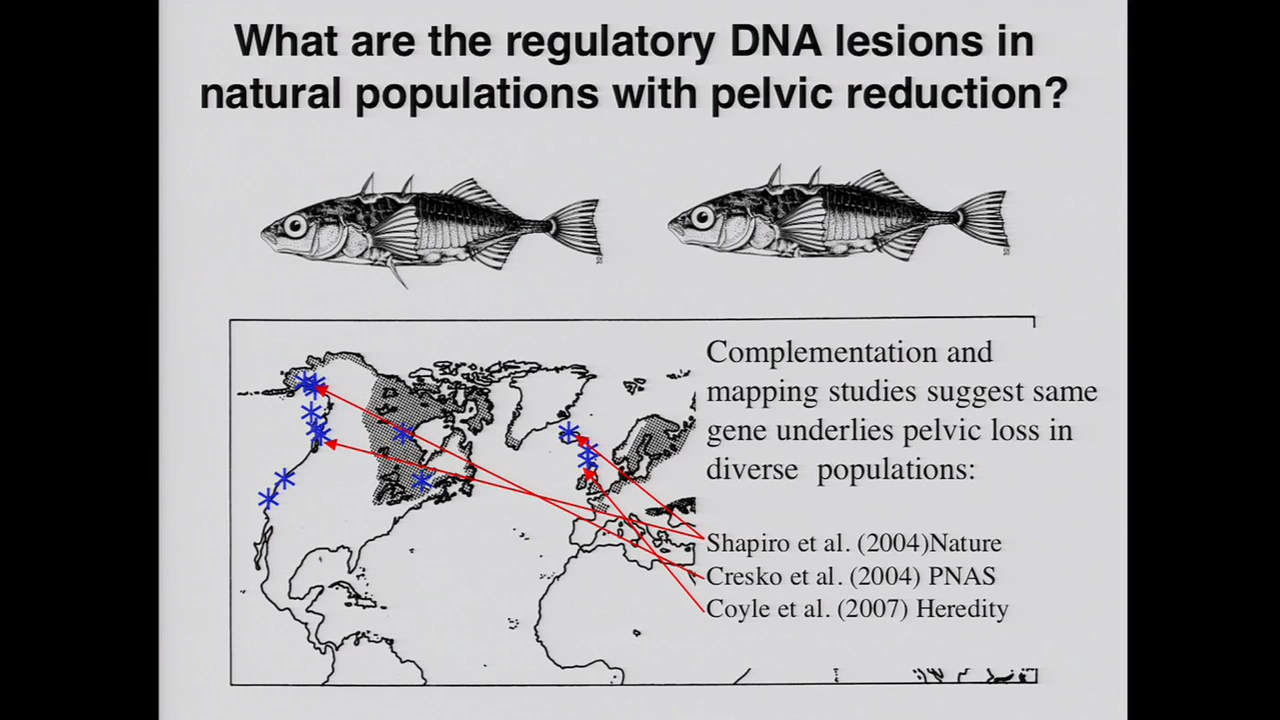 What are the regulatory DNA lesions in
natural populations with pelvic reduction?
Complementation and
mapping studies suggest same
gene underlies pelvic loss in
diverse populations:
Shapiro et al. (2004)Nature
Cresko et al. (2004) PNAS
Coyle et al. (2007) Heredity